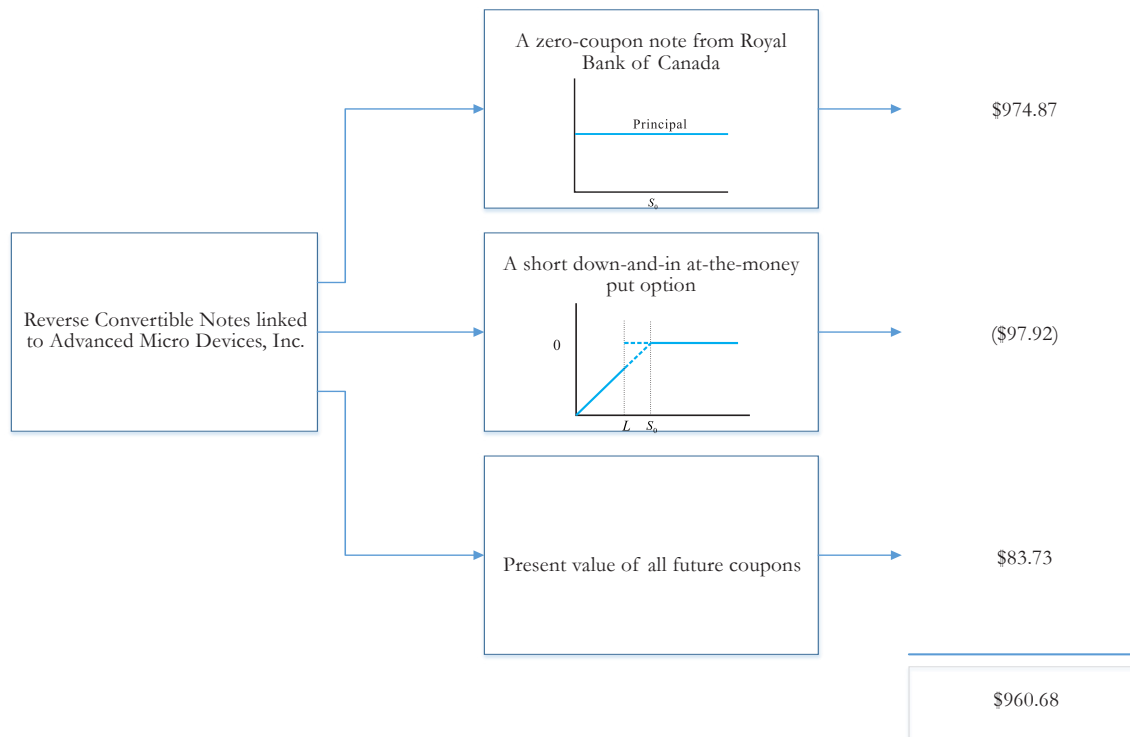 A zero-coupon note from Royal
Bank of Canada
Principal
S₀
$974.87
Reverse Convertible Notes linked
to Advanced Micro Devices, Inc.
A short down-and-in at-the-money
put option
0
L S₀
($97.92)
Present value of all future coupons
$83.73
$960.68